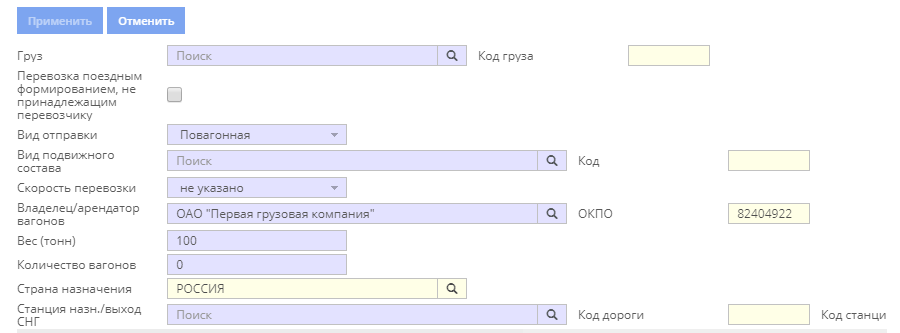 Применить Отменить
Груз Поиск Код груза
Перевозка поездным
формированием, не
принадлежащим
перевозчику
Вид отправки Повагонная
Вид подвижного
состава Поиск Код
Скорость перевозки не указано
Владелец/арендатор
вагонов ОАО "Первая грузовая компания" ОКПО 82404922
Вес (тонн) 100
Количество вагонов 0
Страна назначения РОССИЯ
Станция назн./выход
СНГ Поиск Код дороги Код станци